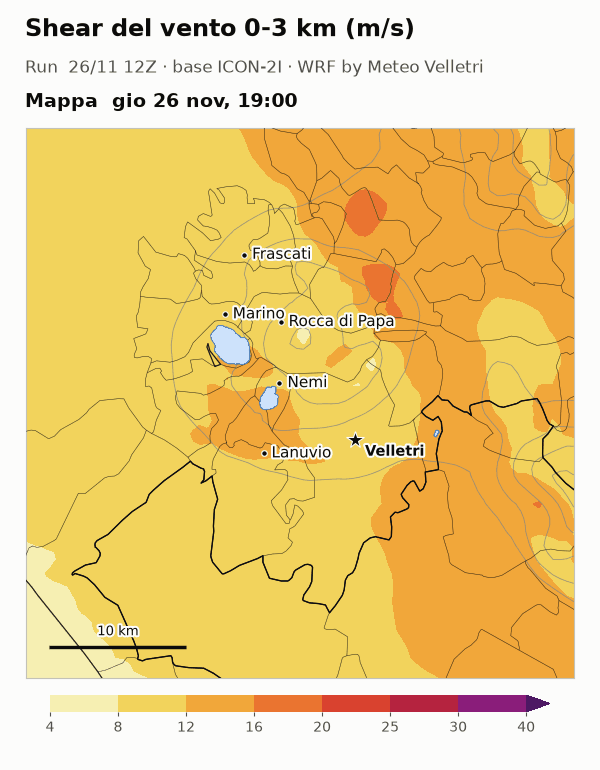 Shear del vento 0-3 km (m/s)
Run 26/11 12Z · base ICON-2I · WRF by Meteo Velletri
Mappa gio 26 nov, 19:00
Frascati
Marino
Rocca di Papa
Nemi
Velletri
Lanuvio
10 km
4 8 12 16 20 25 30 40